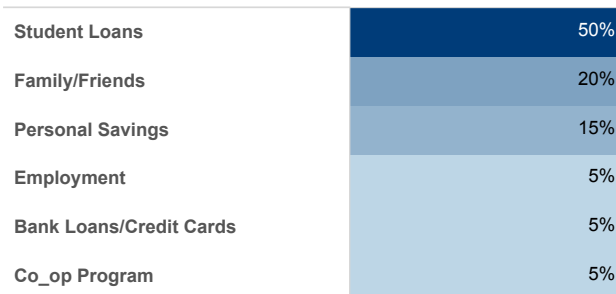 Student Loans 50%
Family/Friends 20%
Personal Savings 15%
Employment 5%
Bank Loans/Credit Cards 5%
Co_op Program 5%